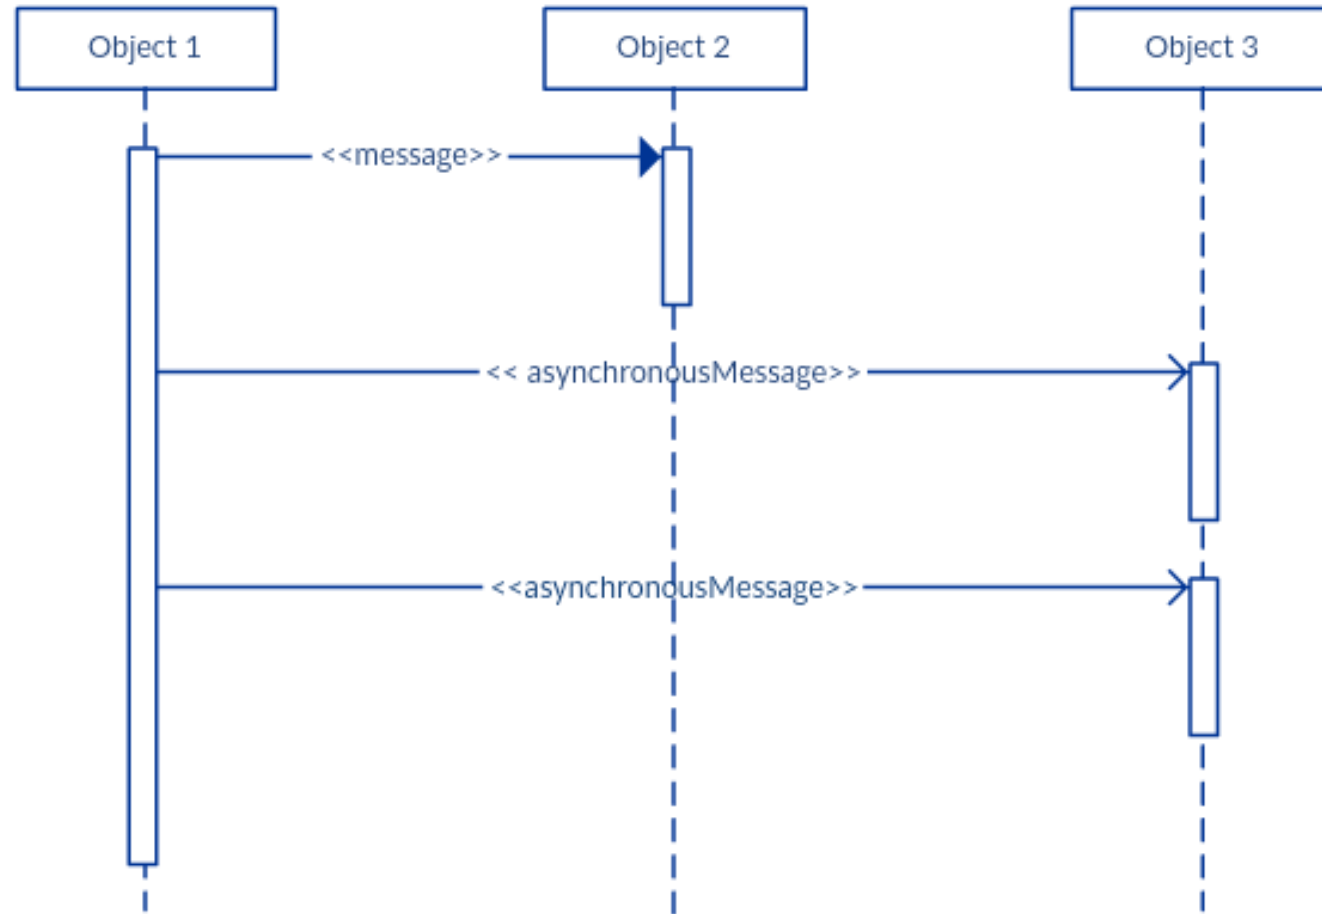 Object 1
Object 2
Object 3
<<message>>
<< asynchronousMessage>>
<<asynchronousMessage>>